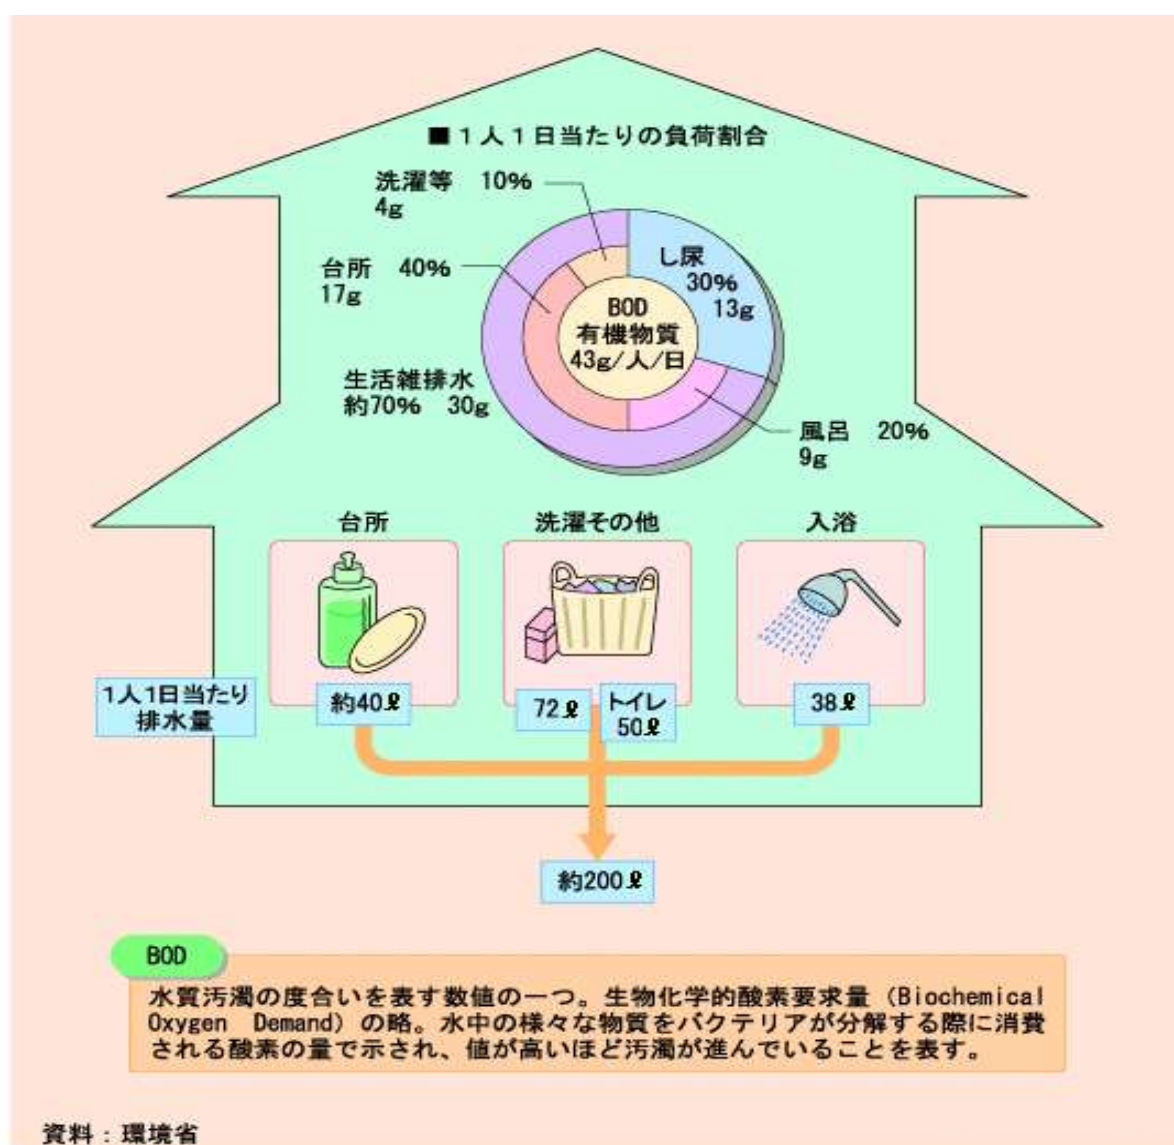 ■1人1日当たりの負荷割合
洗濯等 10%
4g
台所 40%
17g
生活雑排水
約70% 30g
し尿
30%
13g
BOD
有機物質
43g/人/日
風呂 20%
9g
台所
洗濯その他
入浴
1人1日当たり
排水量
約40ℓ
72ℓ
トイレ
50ℓ
38ℓ
約200ℓ
BOD
水質汚濁の度合いを表す数値の一つ。生物化学的酸素要求量（Biochemical
Oxygen Demand）の略。水中の様々な物質をバクテリアが分解する際に消費
される酸素の量で示され、値が高いほど汚濁が進んでいることを表す。
資料：環境省